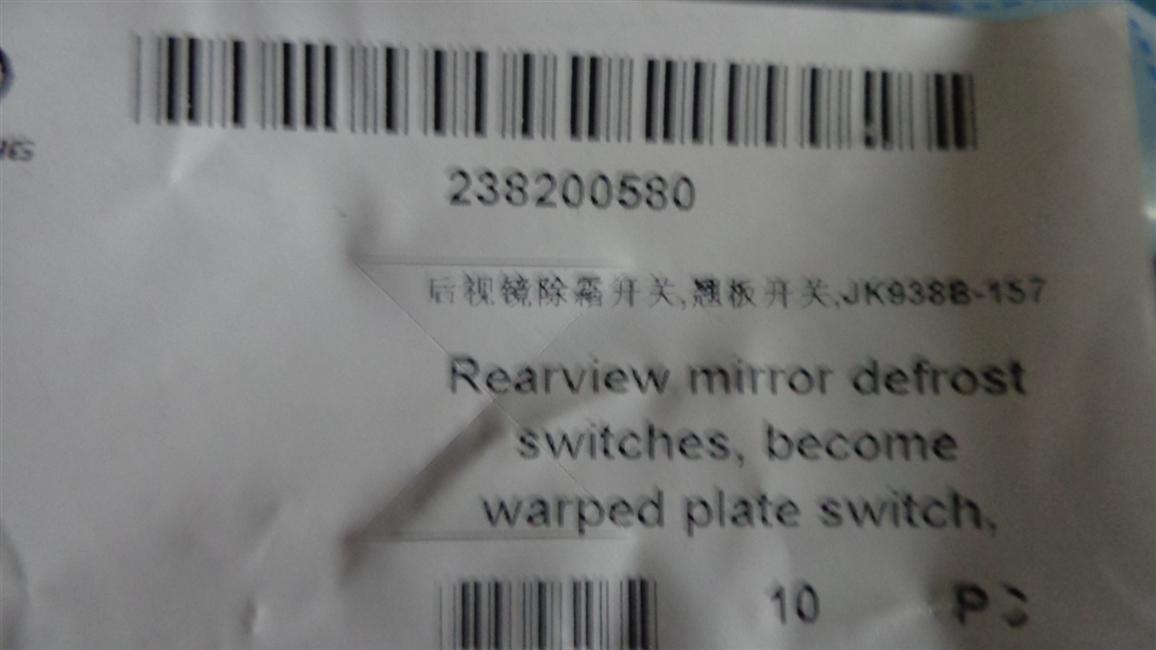 238200580
后视镜除霜开关,翘板开关,JK938B-157
Rearview mirror defrost
switches, become
warped plate switch,
10